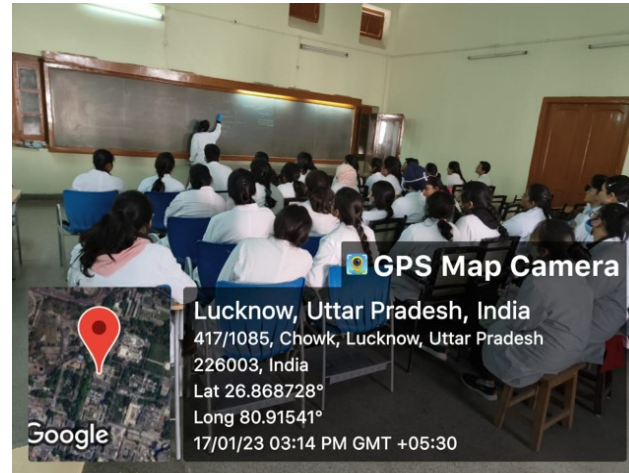 GPS Map Camera
Lucknow, Uttar Pradesh, India
417/1085, Chowk, Lucknow, Uttar Pradesh
226003, India
Lat 26.868728°
Long 80.91541°
17/01/23 03:14 PM GMT +05:30
Google